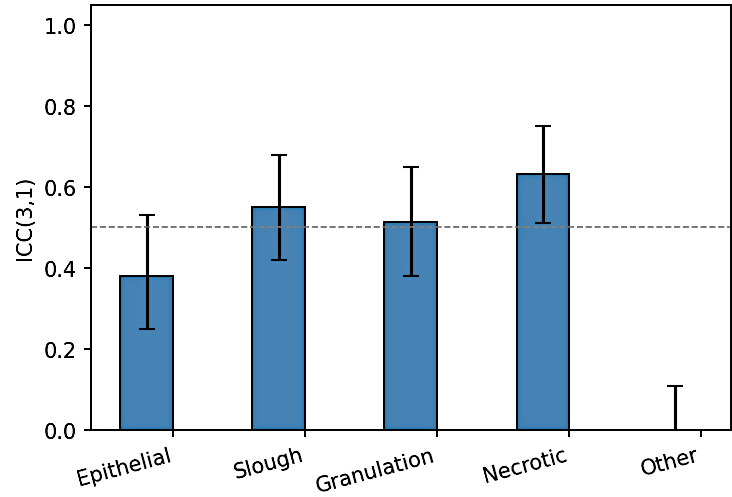 ICC(3,1)
1.0
0.8
0.6
0.4
0.2
0.0
Epithelial
Slough
Granulation
Necrotic
Other